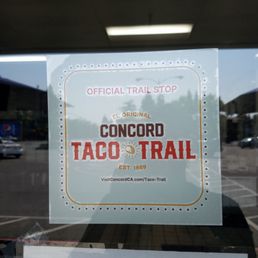 OFFICIAL TRAIL STOP
EL ORIGINAL
CONCORD
TACO TRAIL
EST. 1869
VisitConcordCA.com/Taco-Trail